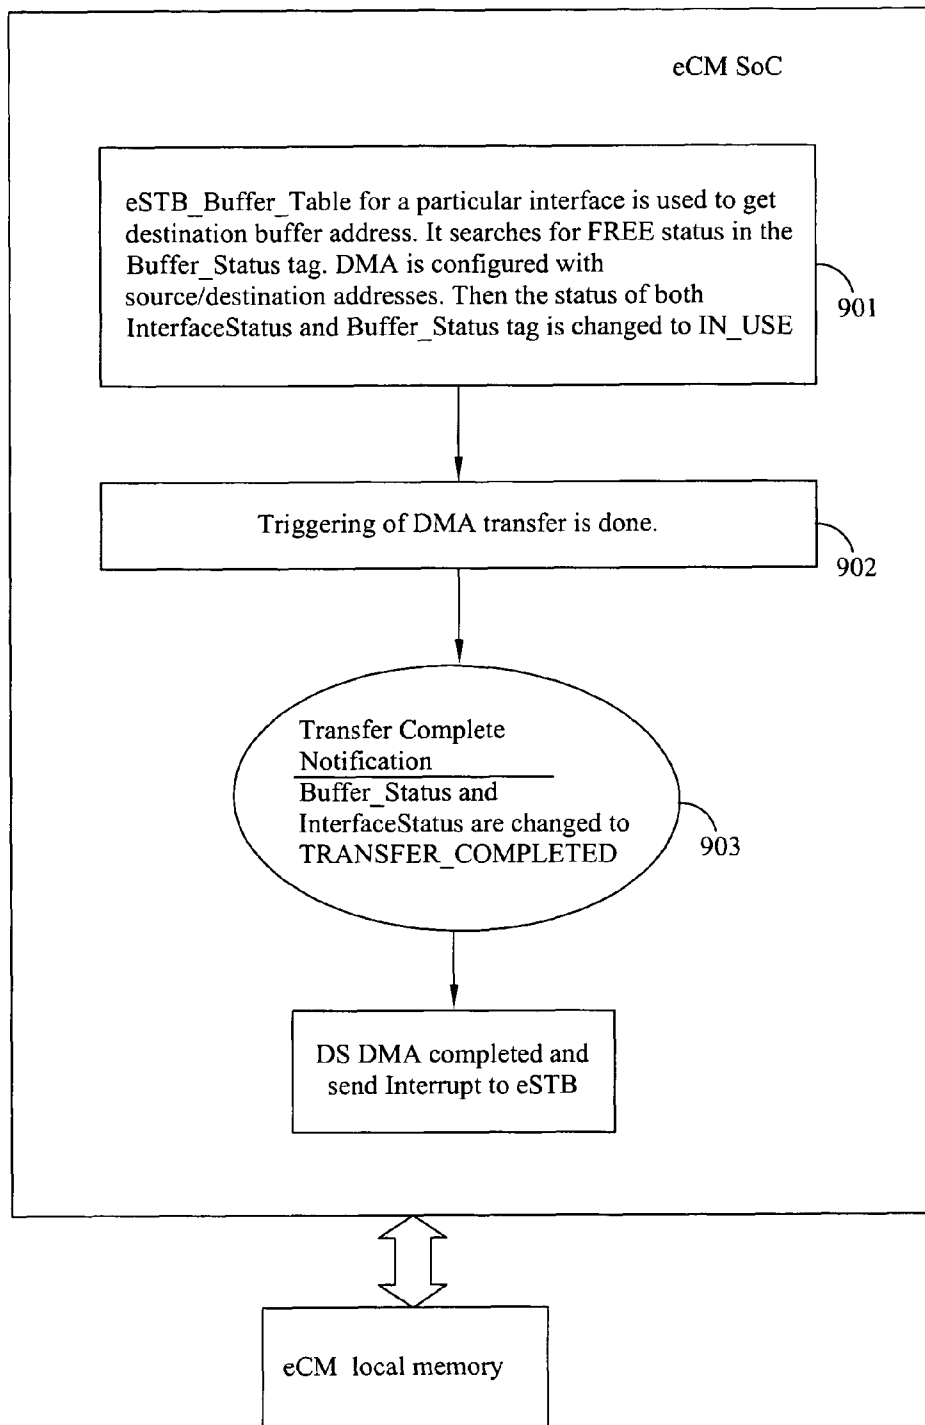 eCM SoC
eSTB_Buffer_Table for a particular interface is used to get
destination buffer address. It searches for FREE status in the
Buffer_Status tag. DMA is configured with
source/destination addresses. Then the status of both
InterfaceStatus and Buffer_Status tag is changed to IN_USE
901
Triggering of DMA transfer is done.
902
Transfer Complete
Notification
Buffer_Status and
InterfaceStatus are changed to
TRANSFER_COMPLETED
903
DS DMA completed and
send Interrupt to eSTB
eCM local memory